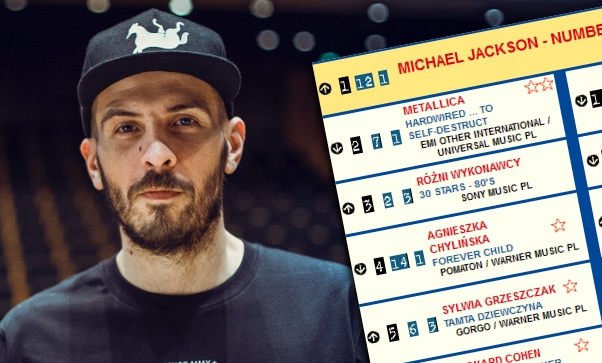 1 12 1 MICHAEL JACKSON - NUMBE
METALLICA
HARDWIRED ... TO
2 7 1 SELF-DESTRUCT
EMI OTHER INTERNATIONAL /
UNIVERSAL MUSIC PL
RÓŻNI WYKONAWCY
3 2 3 30 STARS - 80'S
SONY MUSIC PL
AGNIESZKA
CHYLIŃSKA
4 14 1 FOREVER CHILD
POMATON / WARNER MUSIC PL
SYLWIA GRZESZCZAK
5 6 3 TAMTA DZIEWCZYNA
GORGO / WARNER MUSIC PL
ONARD COHEN